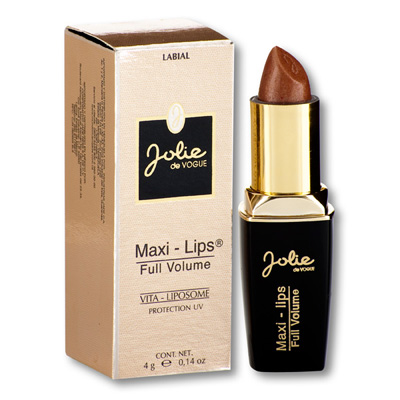 LABIAL
Jolie
de VOGUE
Maxi - Lips®
Full Volume
VITA - LIPOSOME
PROTECTION UV
CONT. NET.
4 g ℮ 0,14 oz
Jolie
de VOGUE
Maxi - lips
Full Volume